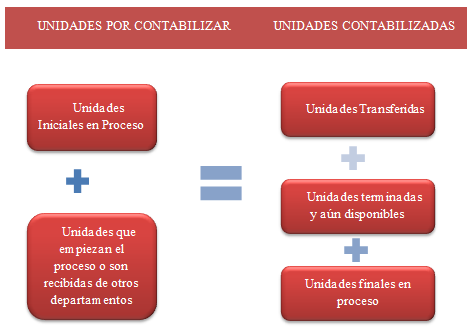 UNIDADES POR CONTABILIZAR
UNIDADES CONTABILIZADAS
Unidades
Iniciales en Proceso
+
Unidades que
empiezan el
proceso o son
recibidas de otros
departamentos
=
Unidades Transferidas
+
Unidades terminadas
y aún disponibles
+
Unidades finales en
proceso